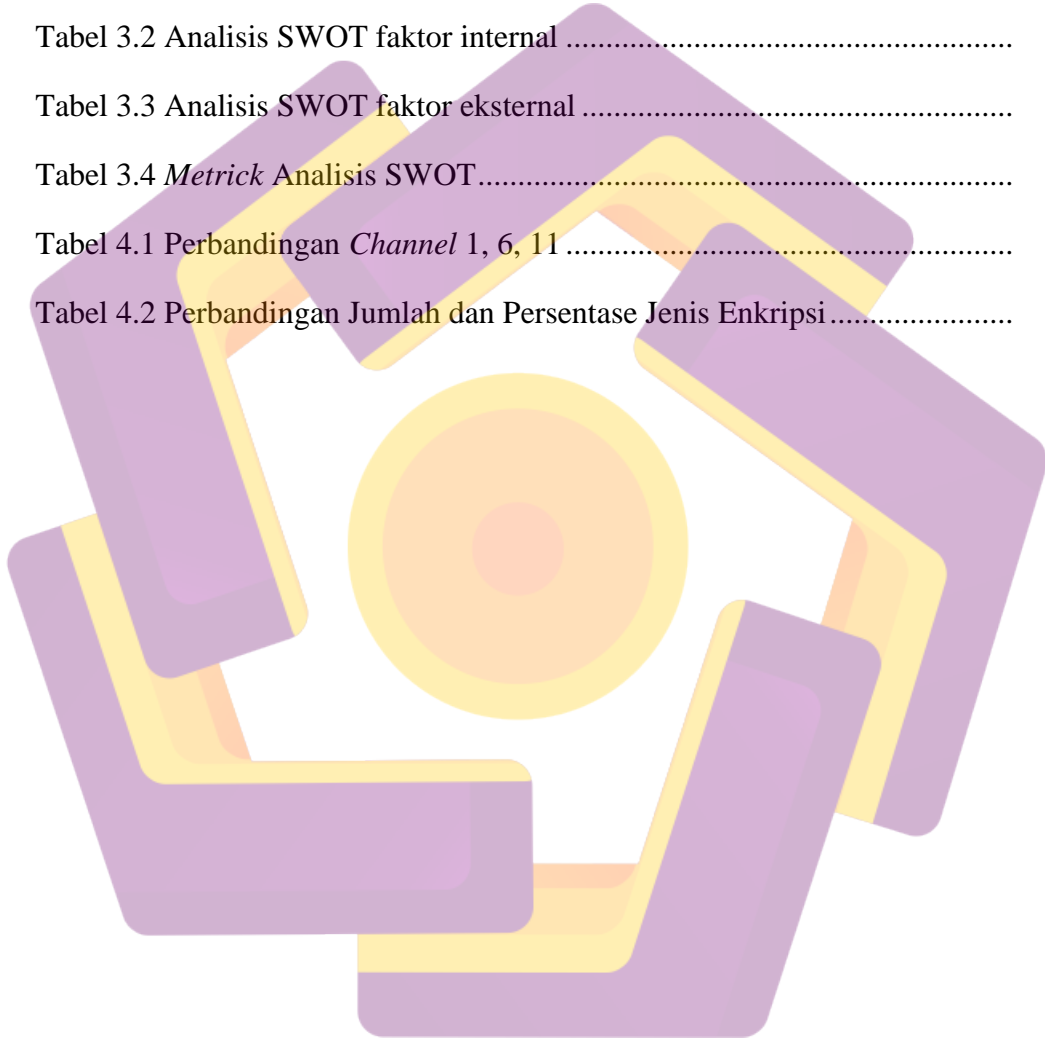 Tabel 3.2 Analisis SWOT faktor internal ........................................................
Tabel 3.3 Analisis SWOT faktor eksternal ......................................................
Tabel 3.4 Metrick Analisis SWOT...................................................................
Tabel 4.1 Perbandingan Channel 1, 6, 11 ........................................................
Tabel 4.2 Perbandingan Jumlah dan Persentase Jenis Enkripsi.......................